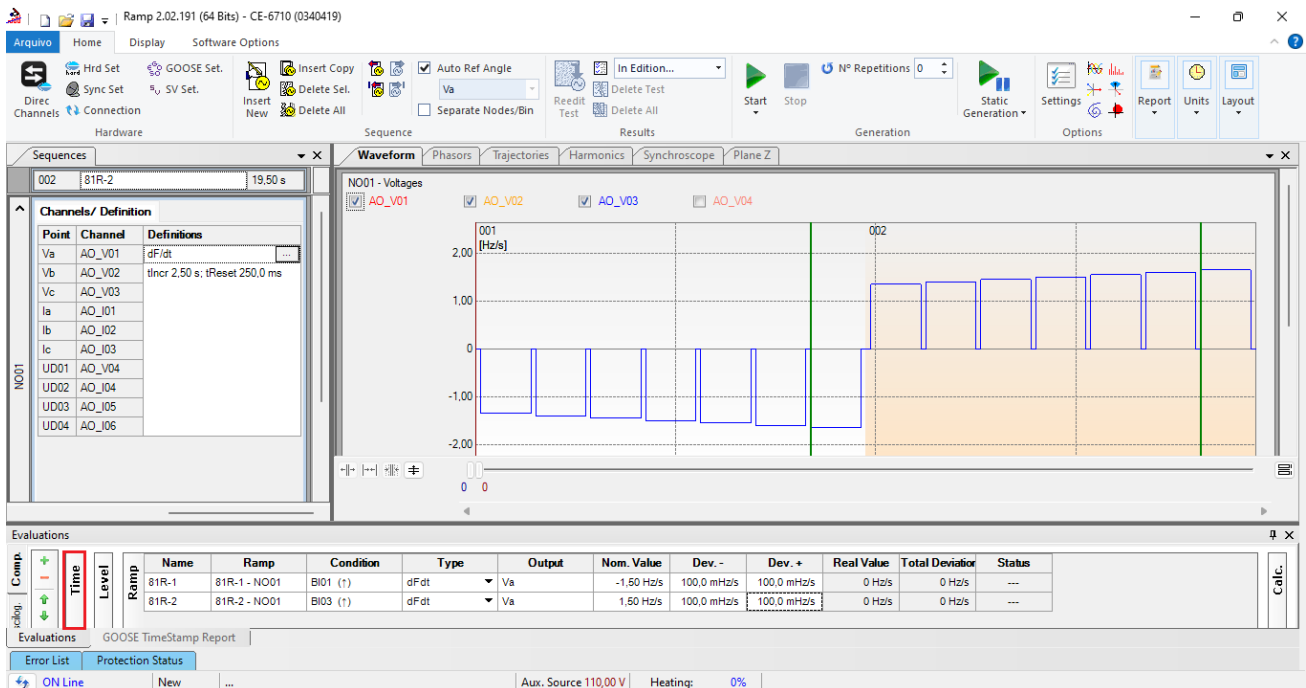 Ramp 2.02.191 (64 Bits) - CE-6710 (0340419)
Arquivo Home Display Software Options
Direc Channels
Hrd Set
Sync Set
Connection
GOOSE Set.
SV Set.
Hardware
Insert New
Insert Copy
Delete Sel.
Delete All
Auto Ref Angle
Va
Separate Nodes/Bin
Sequence
Reedit Test
In Edition...
Delete Test
Delete All
Results
Start
Stop
Nº Repetitions 0
Static Generation
Generation
Settings
Options
Report
Units
Layout
Sequences
002 81R-2 19,50 s
NO01
Channels/ Definition
Point Channel Definitions
Va AO_V01 dF/dt ...
Vb AO_V02 tIncr 2,50 s; tReset 250,0 ms
Vc AO_V03
Ia AO_I01
Ib AO_I02
Ic AO_I03
UD01 AO_V04
UD02 AO_I04
UD03 AO_I05
UD04 AO_I06
Waveform Phasors Trajectories Harmonics Synchroscope Plane Z
NO01 - Voltages
AO_V01 AO_V02 AO_V03 AO_V04
001 002
[Hz/s]
2,00
1,00
0
-1,00
-2,00
0 0
Evaluations
Comp.
Time
Level
Ramp
Calc.
Name Ramp Condition Type Output Nom. Value Dev. - Dev. + Real Value Total Deviation Status
81R-1 81R-1 - NO01 BI01 (↑) dFdt Va -1,50 Hz/s 100,0 mHz/s 100,0 mHz/s 0 Hz/s 0 Hz/s ---
81R-2 81R-2 - NO01 BI03 (↑) dFdt Va 1,50 Hz/s 100,0 mHz/s 100,0 mHz/s 0 Hz/s 0 Hz/s ---
Evaluations GOOSE TimeStamp Report
Error List Protection Status
ON Line New ... Aux. Source 110,00 V Heating: 0%